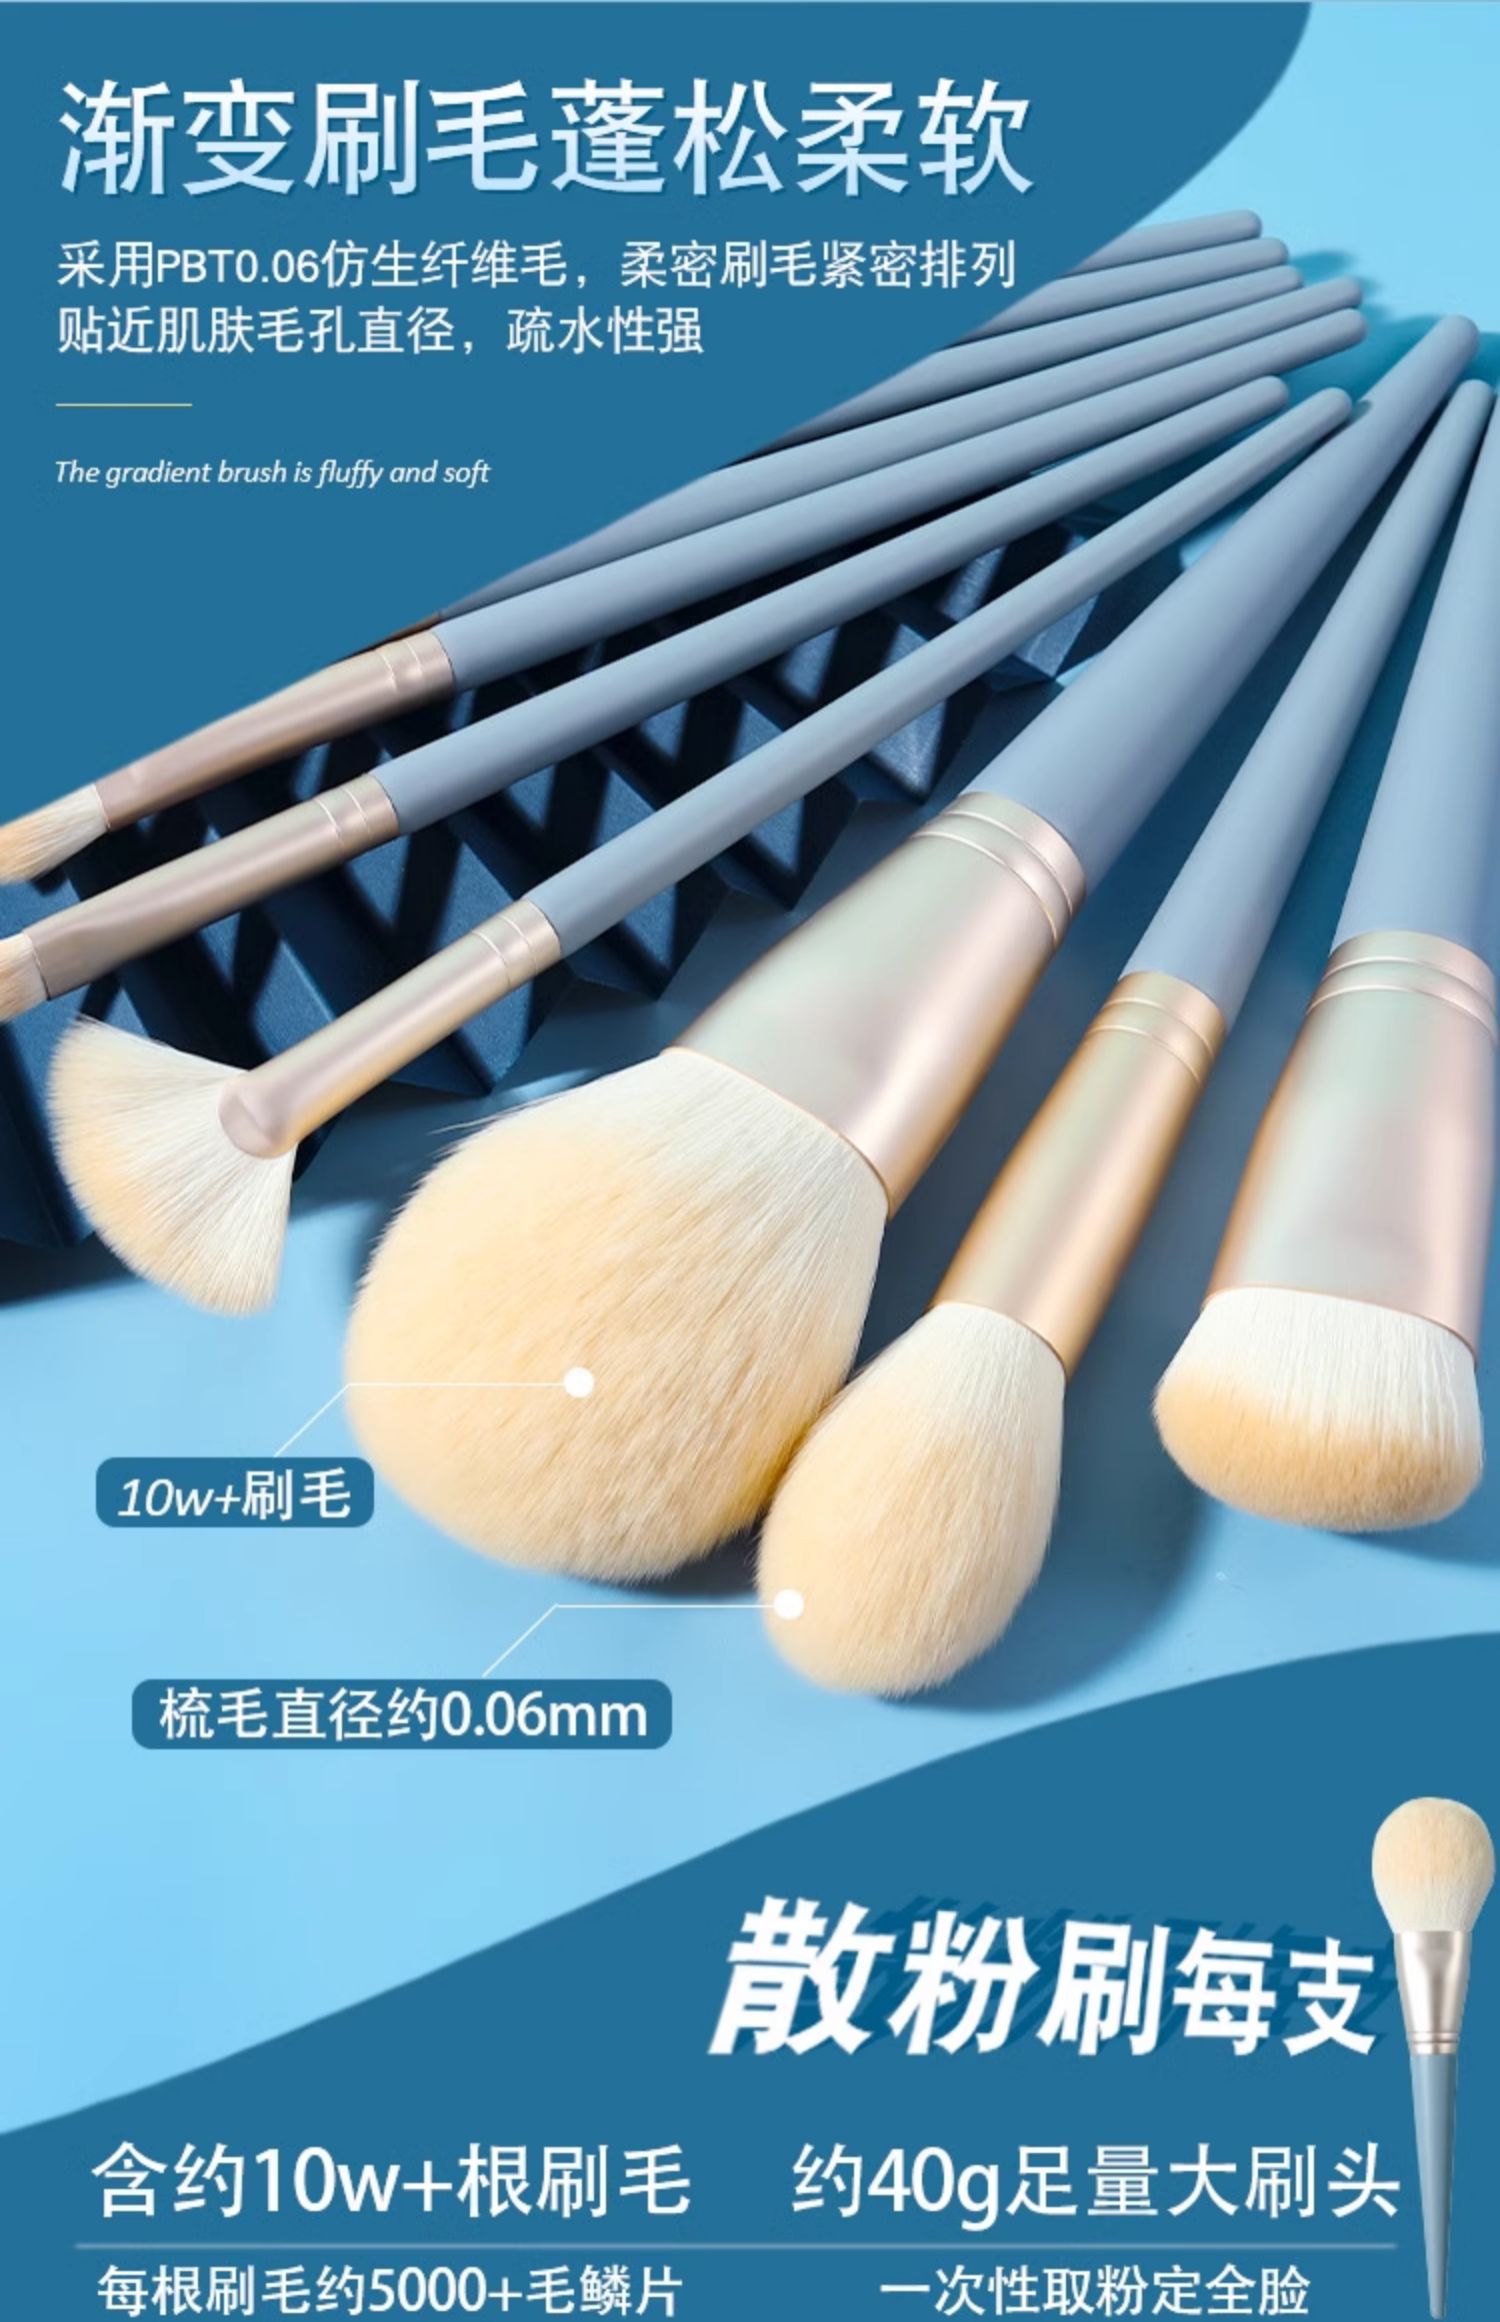 渐变刷毛蓬松柔软
采用PBT0.06仿生纤维毛，柔密刷毛紧密排列
贴近肌肤毛孔直径，疏水性强
The gradient brush is fluffy and soft
10w+刷毛
梳毛直径约0.06mm
散粉刷每支
含约10w+根刷毛
约40g足量大刷头
每根刷毛约5000+毛鳞片
一次性取粉定全脸